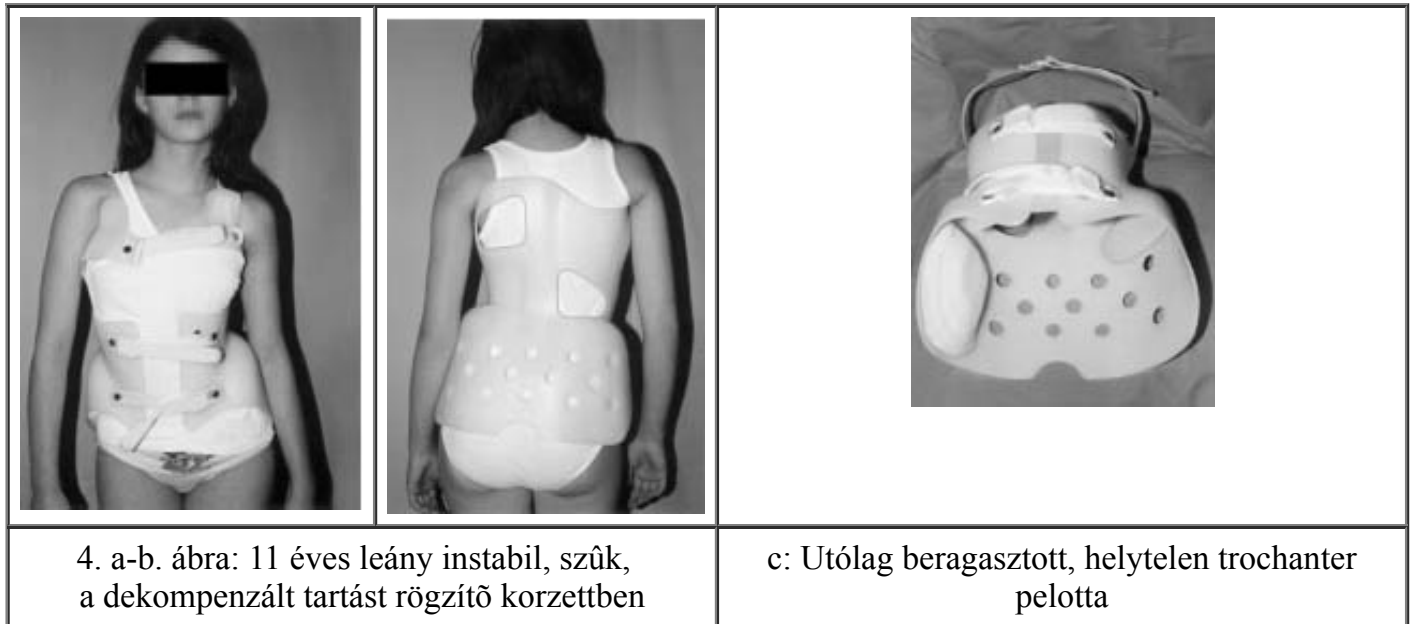 4. a-b. ábra: 11 éves leány instabil, szûk,
a dekompenzált tartást rögzítõ korzettben
c: Utólag beragasztott, helytelen trochanter
pelotta